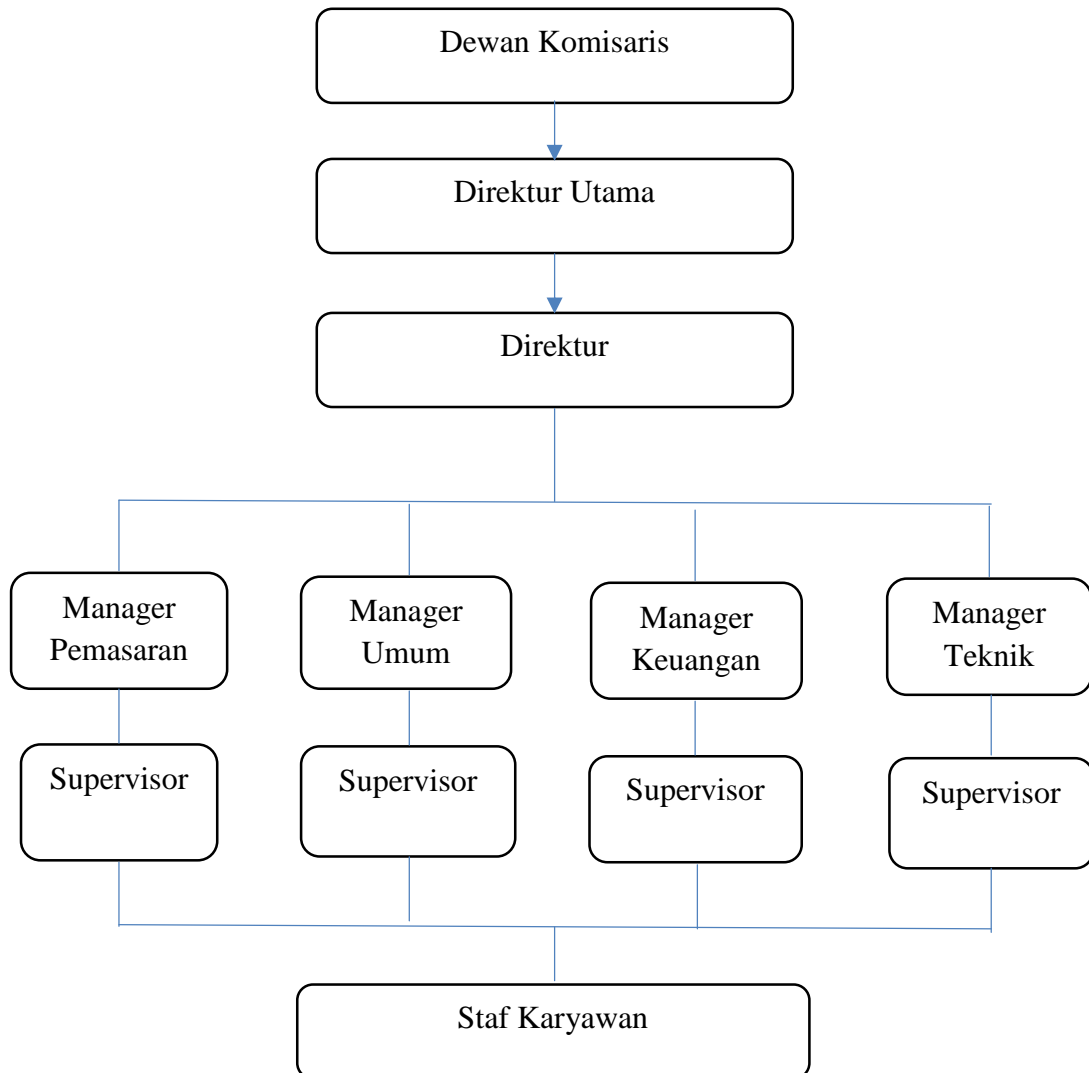 Dewan Komisaris
Direktur Utama
Direktur
Manager
Pemasaran
Manager
Umum
Manager
Keuangan
Manager
Teknik
Supervisor
Supervisor
Supervisor
Supervisor
Staf Karyawan